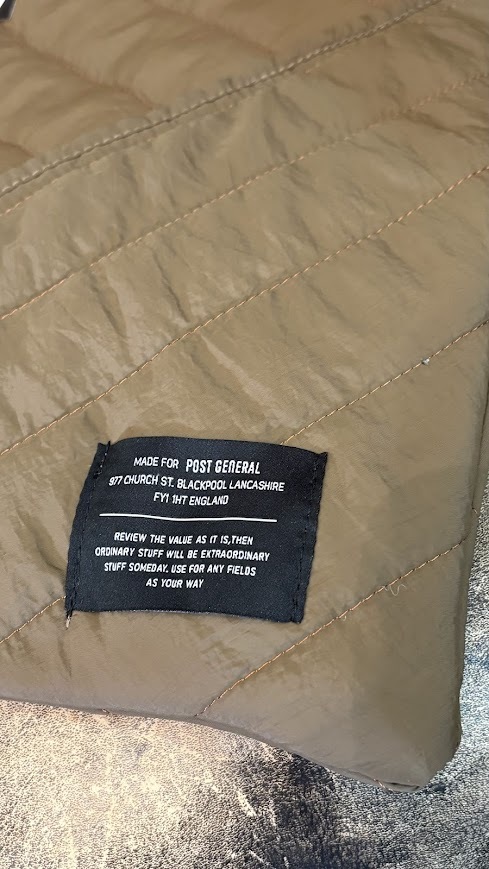 MADE FOR POST GENERAL
977 CHURCH ST. BLACKPOOL LANCASHIRE
FY1 1HT ENGLAND
REVIEW THE VALUE AS IT IS,THEN
ORDINARY STUFF WILL BE EXTRAORDINARY
STUFF SOMEDAY. USE FOR ANY FIELDS
AS YOUR WAY